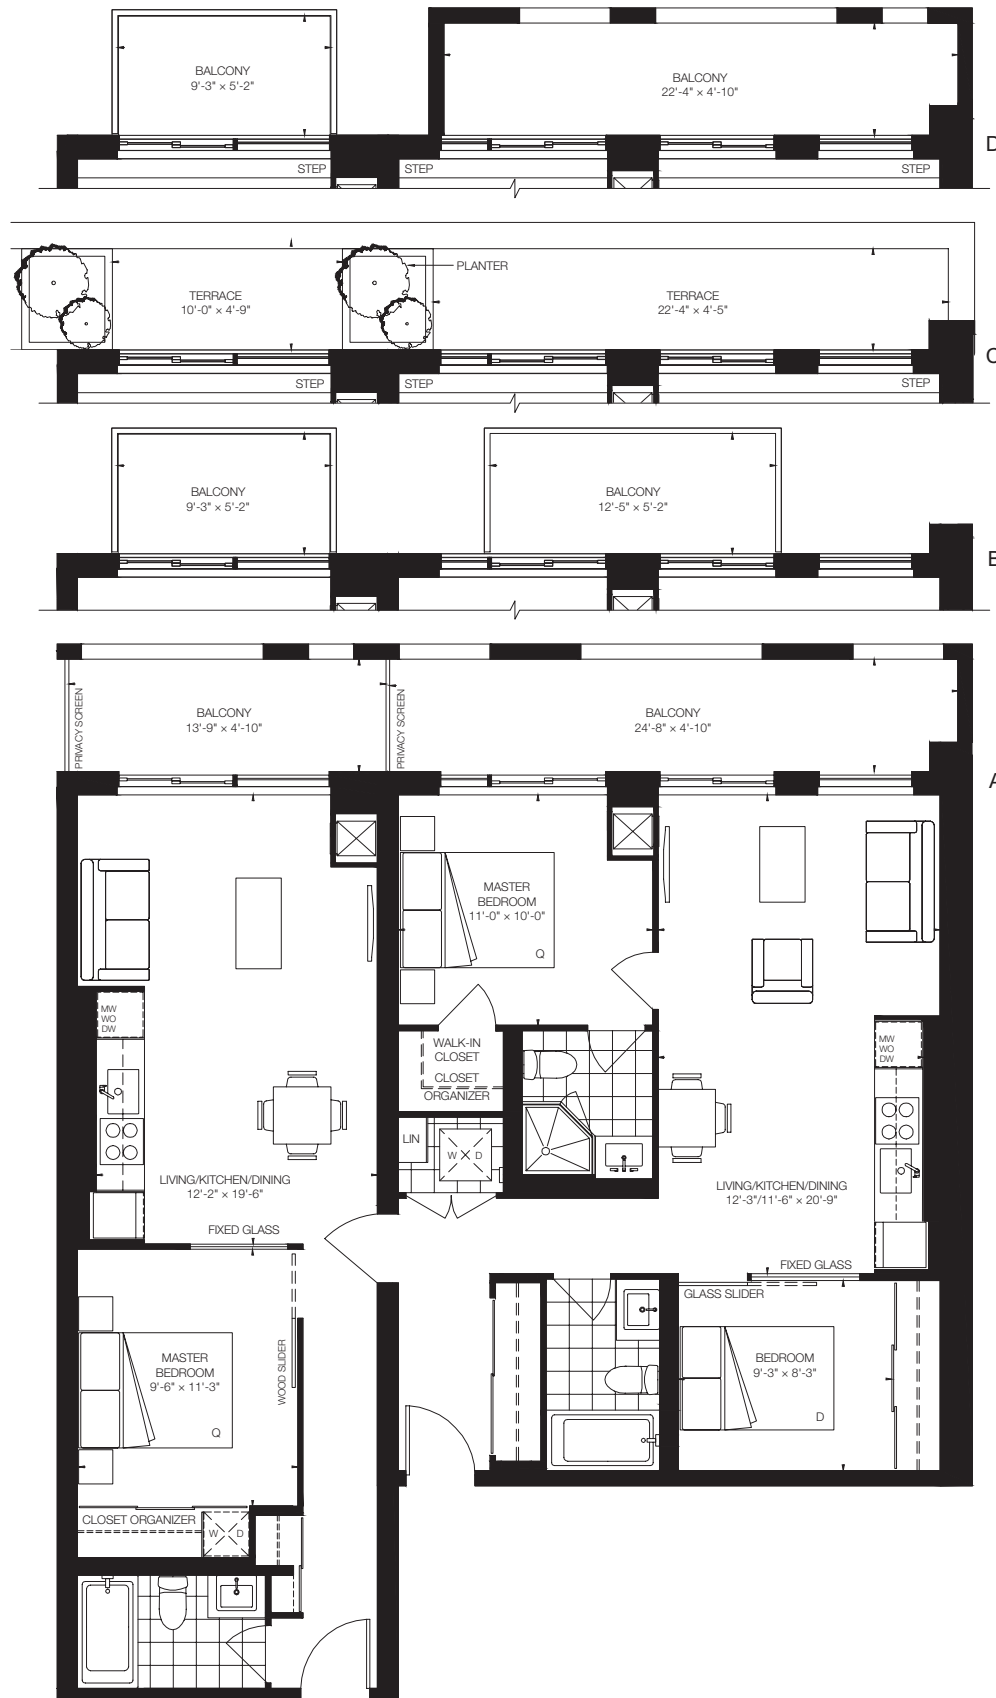 BALCONY
9'-3" × 5'-2"
BALCONY
22'-4" × 4'-10"
D
STEP
STEP
STEP
PLANTER
TERRACE
10'-0" × 4'-9"
TERRACE
22'-4" × 4'-5"
C
STEP
STEP
STEP
BALCONY
9'-3" × 5'-2"
BALCONY
12'-5" × 5'-2"
B
PRIVACY SCREEN
BALCONY
13'-9" × 4'-10"
PRIVACY SCREEN
BALCONY
24'-8" × 4'-10"
A
MASTER
BEDROOM
11'-0" × 10'-0"
Q
MW
WO
DW
WALK-IN
CLOSET
CLOSET
ORGANIZER
MW
WO
DW
LIN
W D
LIVING/KITCHEN/DINING
12'-2" × 19'-6"
LIVING/KITCHEN/DINING
12'-3"/11'-6" × 20'-9"
FIXED GLASS
FIXED GLASS
GLASS SLIDER
WOOD SLIDER
MASTER
BEDROOM
9'-6" × 11'-3"
Q
BEDROOM
9'-3" × 8'-3"
D
CLOSET ORGANIZER
W D